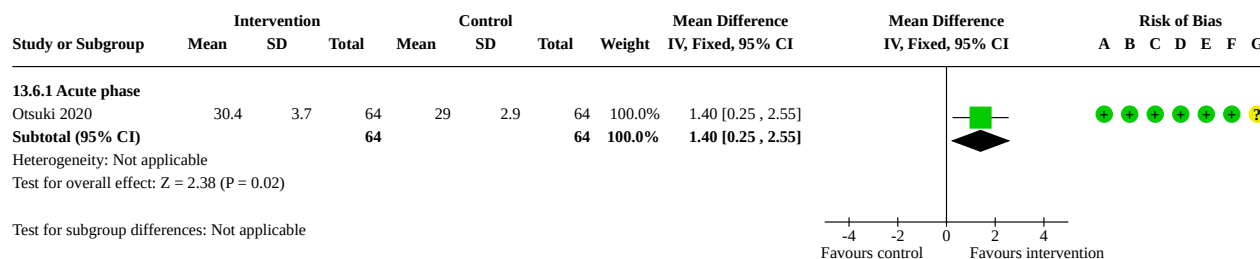 Intervention Control Mean Difference Mean Difference Risk of Bias
Study or Subgroup Mean SD Total Mean SD Total Weight IV, Fixed, 95% CI IV, Fixed, 95% CI A B C D E F G
13.6.1 Acute phase
Otsuki 2020 30.4 3.7 64 29 2.9 64 100.0% 1.40 [0.25 , 2.55] + + + + + + ?
Subtotal (95% CI) 64 64 100.0% 1.40 [0.25 , 2.55]
Heterogeneity: Not applicable
Test for overall effect: Z = 2.38 (P = 0.02)
Test for subgroup differences: Not applicable
-4 -2 0 2 4
Favours control Favours intervention